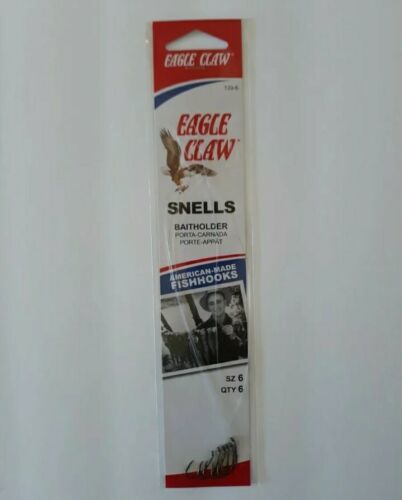 EAGLE CLAW
139-6
EAGLE
CLAW
SNELLS
BAITHOLDER
PORTA-CARNADA
PORTE-APPÂT
AMERICAN-MADE
FISHHOOKS
SZ 6
QTY 6